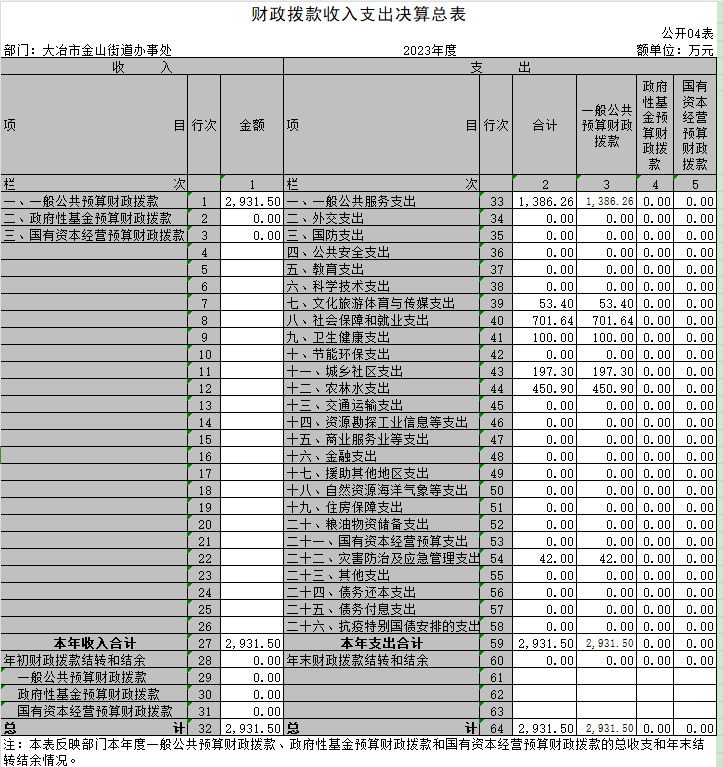 财政拨款收入支出决算总表
公开04表
部门：大冶市金山街道办事处 2023年度 额单位：万元
收 入 支 出
项 目 行次 金额 项 目 行次 合计 一般公共预算财政拨款 政府性基金预算财政拨款 国有资本经营预算财政拨款
栏 次 1 栏 次 2 3 4 5
一、一般公共预算财政拨款 1 2,931.50 一、一般公共服务支出 33 1,386.26 1,386.26 0.00 0.00
二、政府性基金预算财政拨款 2 0.00 二、外交支出 34 0.00 0.00 0.00 0.00
三、国有资本经营预算财政拨款 3 0.00 三、国防支出 35 0.00 0.00 0.00 0.00
4 四、公共安全支出 36 0.00 0.00 0.00 0.00
5 五、教育支出 37 0.00 0.00 0.00 0.00
6 六、科学技术支出 38 0.00 0.00 0.00 0.00
7 七、文化旅游体育与传媒支出 39 53.40 53.40 0.00 0.00
8 八、社会保障和就业支出 40 701.64 701.64 0.00 0.00
9 九、卫生健康支出 41 100.00 100.00 0.00 0.00
10 十、节能环保支出 42 0.00 0.00 0.00 0.00
11 十一、城乡社区支出 43 197.30 197.30 0.00 0.00
12 十二、农林水支出 44 450.90 450.90 0.00 0.00
13 十三、交通运输支出 45 0.00 0.00 0.00 0.00
14 十四、资源勘探工业信息等支出 46 0.00 0.00 0.00 0.00
15 十五、商业服务业等支出 47 0.00 0.00 0.00 0.00
16 十六、金融支出 48 0.00 0.00 0.00 0.00
17 十七、援助其他地区支出 49 0.00 0.00 0.00 0.00
18 十八、自然资源海洋气象等支出 50 0.00 0.00 0.00 0.00
19 十九、住房保障支出 51 0.00 0.00 0.00 0.00
20 二十、粮油物资储备支出 52 0.00 0.00 0.00 0.00
21 二十一、国有资本经营预算支出 53 0.00 0.00 0.00 0.00
22 二十二、灾害防治及应急管理支出 54 42.00 42.00 0.00 0.00
23 二十三、其他支出 55 0.00 0.00 0.00 0.00
24 二十四、债务还本支出 56 0.00 0.00 0.00 0.00
25 二十五、债务付息支出 57 0.00 0.00 0.00 0.00
26 二十六、抗疫特别国债安排的支出 58 0.00 0.00 0.00 0.00
本年收入合计 27 2,931.50 本年支出合计 59 2,931.50 2,931.50 0.00 0.00
年初财政拨款结转和结余 28 0.00 年末财政拨款结转和结余 60 0.00 0.00 0.00 0.00
一般公共预算财政拨款 29 0.00 61
政府性基金预算财政拨款 30 0.00 62
国有资本经营预算财政拨款 31 0.00 63
总 计 32 2,931.50 总 计 64 2,931.50 2,931.50 0.00 0.00
注：本表反映部门本年度一般公共预算财政拨款、政府性基金预算财政拨款和国有资本经营预算财政拨款的总收支和年末结
转结余情况。